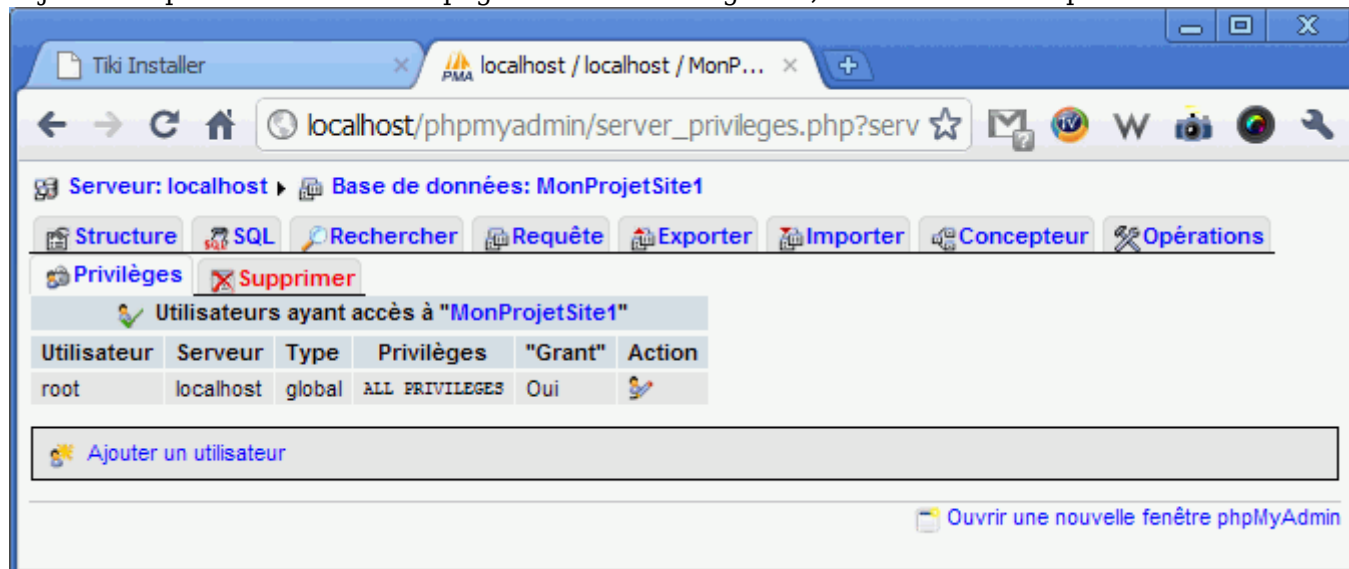 Tiki Installer
PMA localhost / localhost / MonP...
localhost/phpmyadmin/server_privileges.php?serv
Serveur: localhost Base de données: MonProjetSite1
Structure SQL Rechercher Requête Exporter Importer Concepteur Opérations
Privilèges Supprimer
Utilisateurs ayant accès à "MonProjetSite1"
Utilisateur Serveur Type Privilèges "Grant" Action
root localhost global ALL PRIVILEGES Oui
Ajouter un utilisateur
Ouvrir une nouvelle fenêtre phpMyAdmin